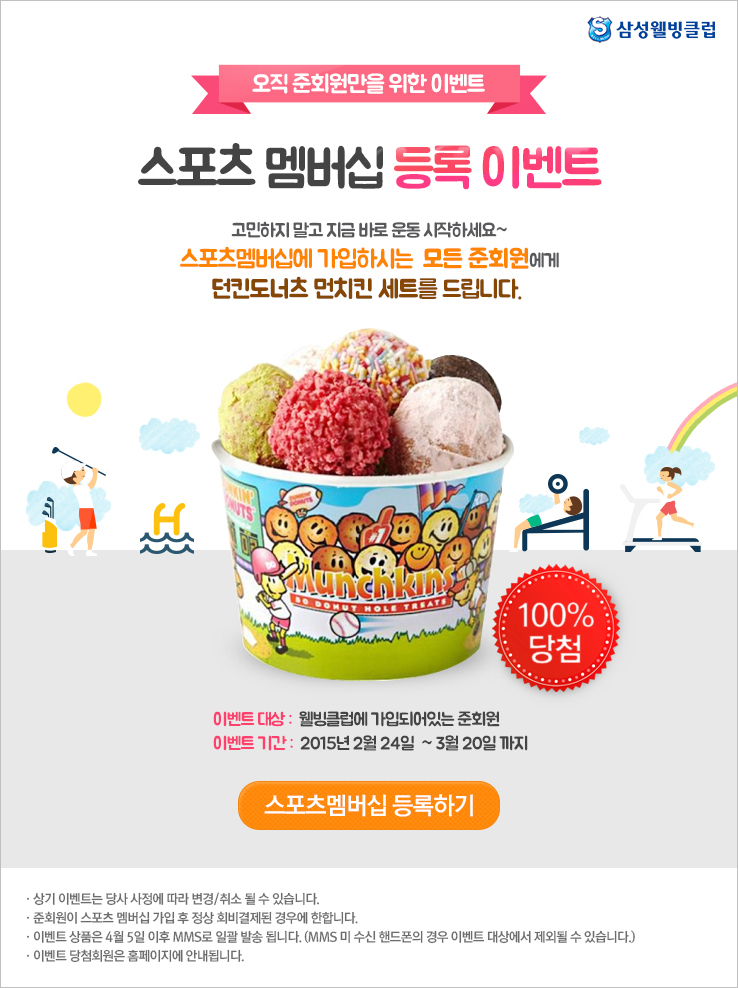 삼성웰빙클럽
오직 준회원만을 위한 이벤트
스포츠 멤버십 등록 이벤트
고민하지 말고 지금 바로 운동 시작하세요~
스포츠멤버십에 가입하시는 모든 준회원에게
던킨도너츠 먼치킨 세트를 드립니다.
DUNKIN'
DONUTS
#1
Munchkins
50 DONUT HOLE TREATS
100%
당첨
이벤트 대상 : 웰빙클럽에 가입되어있는 준회원
이벤트 기간 : 2015년 2월 24일 ~ 3월 20일 까지
스포츠멤버십 등록하기
· 상기 이벤트는 당사 사정에 따라 변경/취소 될 수 있습니다.
· 준회원이 스포츠 멤버십 가입 후 정상 회비결제된 경우에 한합니다.
· 이벤트 상품은 4월 5일 이후 MMS로 일괄 발송 됩니다. (MMS 미 수신 핸드폰의 경우 이벤트 대상에서 제외될 수 있습니다.)
· 이벤트 당첨회원은 홈페이지에 안내됩니다.